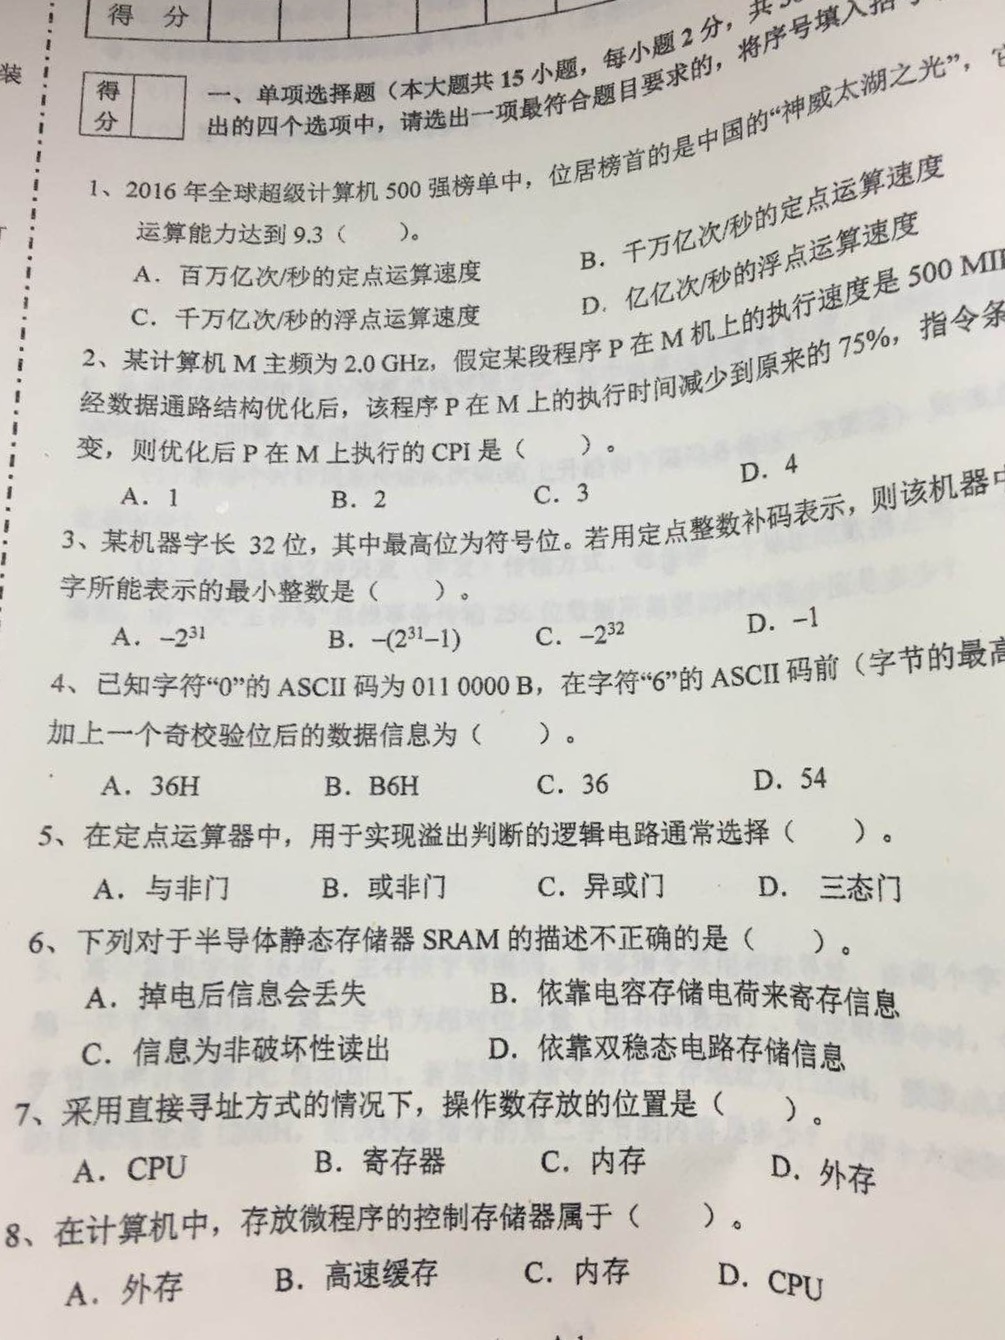 装
得 分
得
分
一、单项选择题（本大题共 15 小题，每小题 2 分，共
出的四个选项中，请选出一项最符合题目要求的，将序号填入括
1、2016 年全球超级计算机 500 强榜单中，位居榜首的是中国的“神威太湖之光”，它
运算能力达到 9.3（ ）。
A．百万亿次/秒的定点运算速度 B．千万亿次/秒的定点运算速度
C．千万亿次/秒的浮点运算速度 D．亿亿次/秒的浮点运算速度
2、某计算机 M 主频为 2.0 GHz，假定某段程序 P 在 M 机上的执行速度是 500 MI
经数据通路结构优化后，该程序 P 在 M 上的执行时间减少到原来的 75%，指令条
变，则优化后 P 在 M 上执行的 CPI 是（ ）。
A．1 B．2 C．3 D．4
3、某机器字长 32 位，其中最高位为符号位。若用定点整数补码表示，则该机器中
字所能表示的最小整数是（ ）。
A．–2³¹ B．–(2³¹–1) C．–2³² D．–1
4、已知字符“0”的 ASCII 码为 011 0000 B，在字符“6”的 ASCII 码前（字节的最高
加上一个奇校验位后的数据信息为（ ）。
A．36H B．B6H C．36 D．54
5、在定点运算器中，用于实现溢出判断的逻辑电路通常选择（ ）。
A．与非门 B．或非门 C．异或门 D． 三态门
6、下列对于半导体静态存储器 SRAM 的描述不正确的是（ ）。
A．掉电后信息会丢失 B．依靠电容存储电荷来寄存信息
C．信息为非破坏性读出 D．依靠双稳态电路存储信息
7、采用直接寻址方式的情况下，操作数存放的位置是（ ）。
A．CPU B．寄存器 C．内存 D．外存
8、在计算机中，存放微程序的控制存储器属于（ ）。
A．外存 B．高速缓存 C．内存 D．CPU